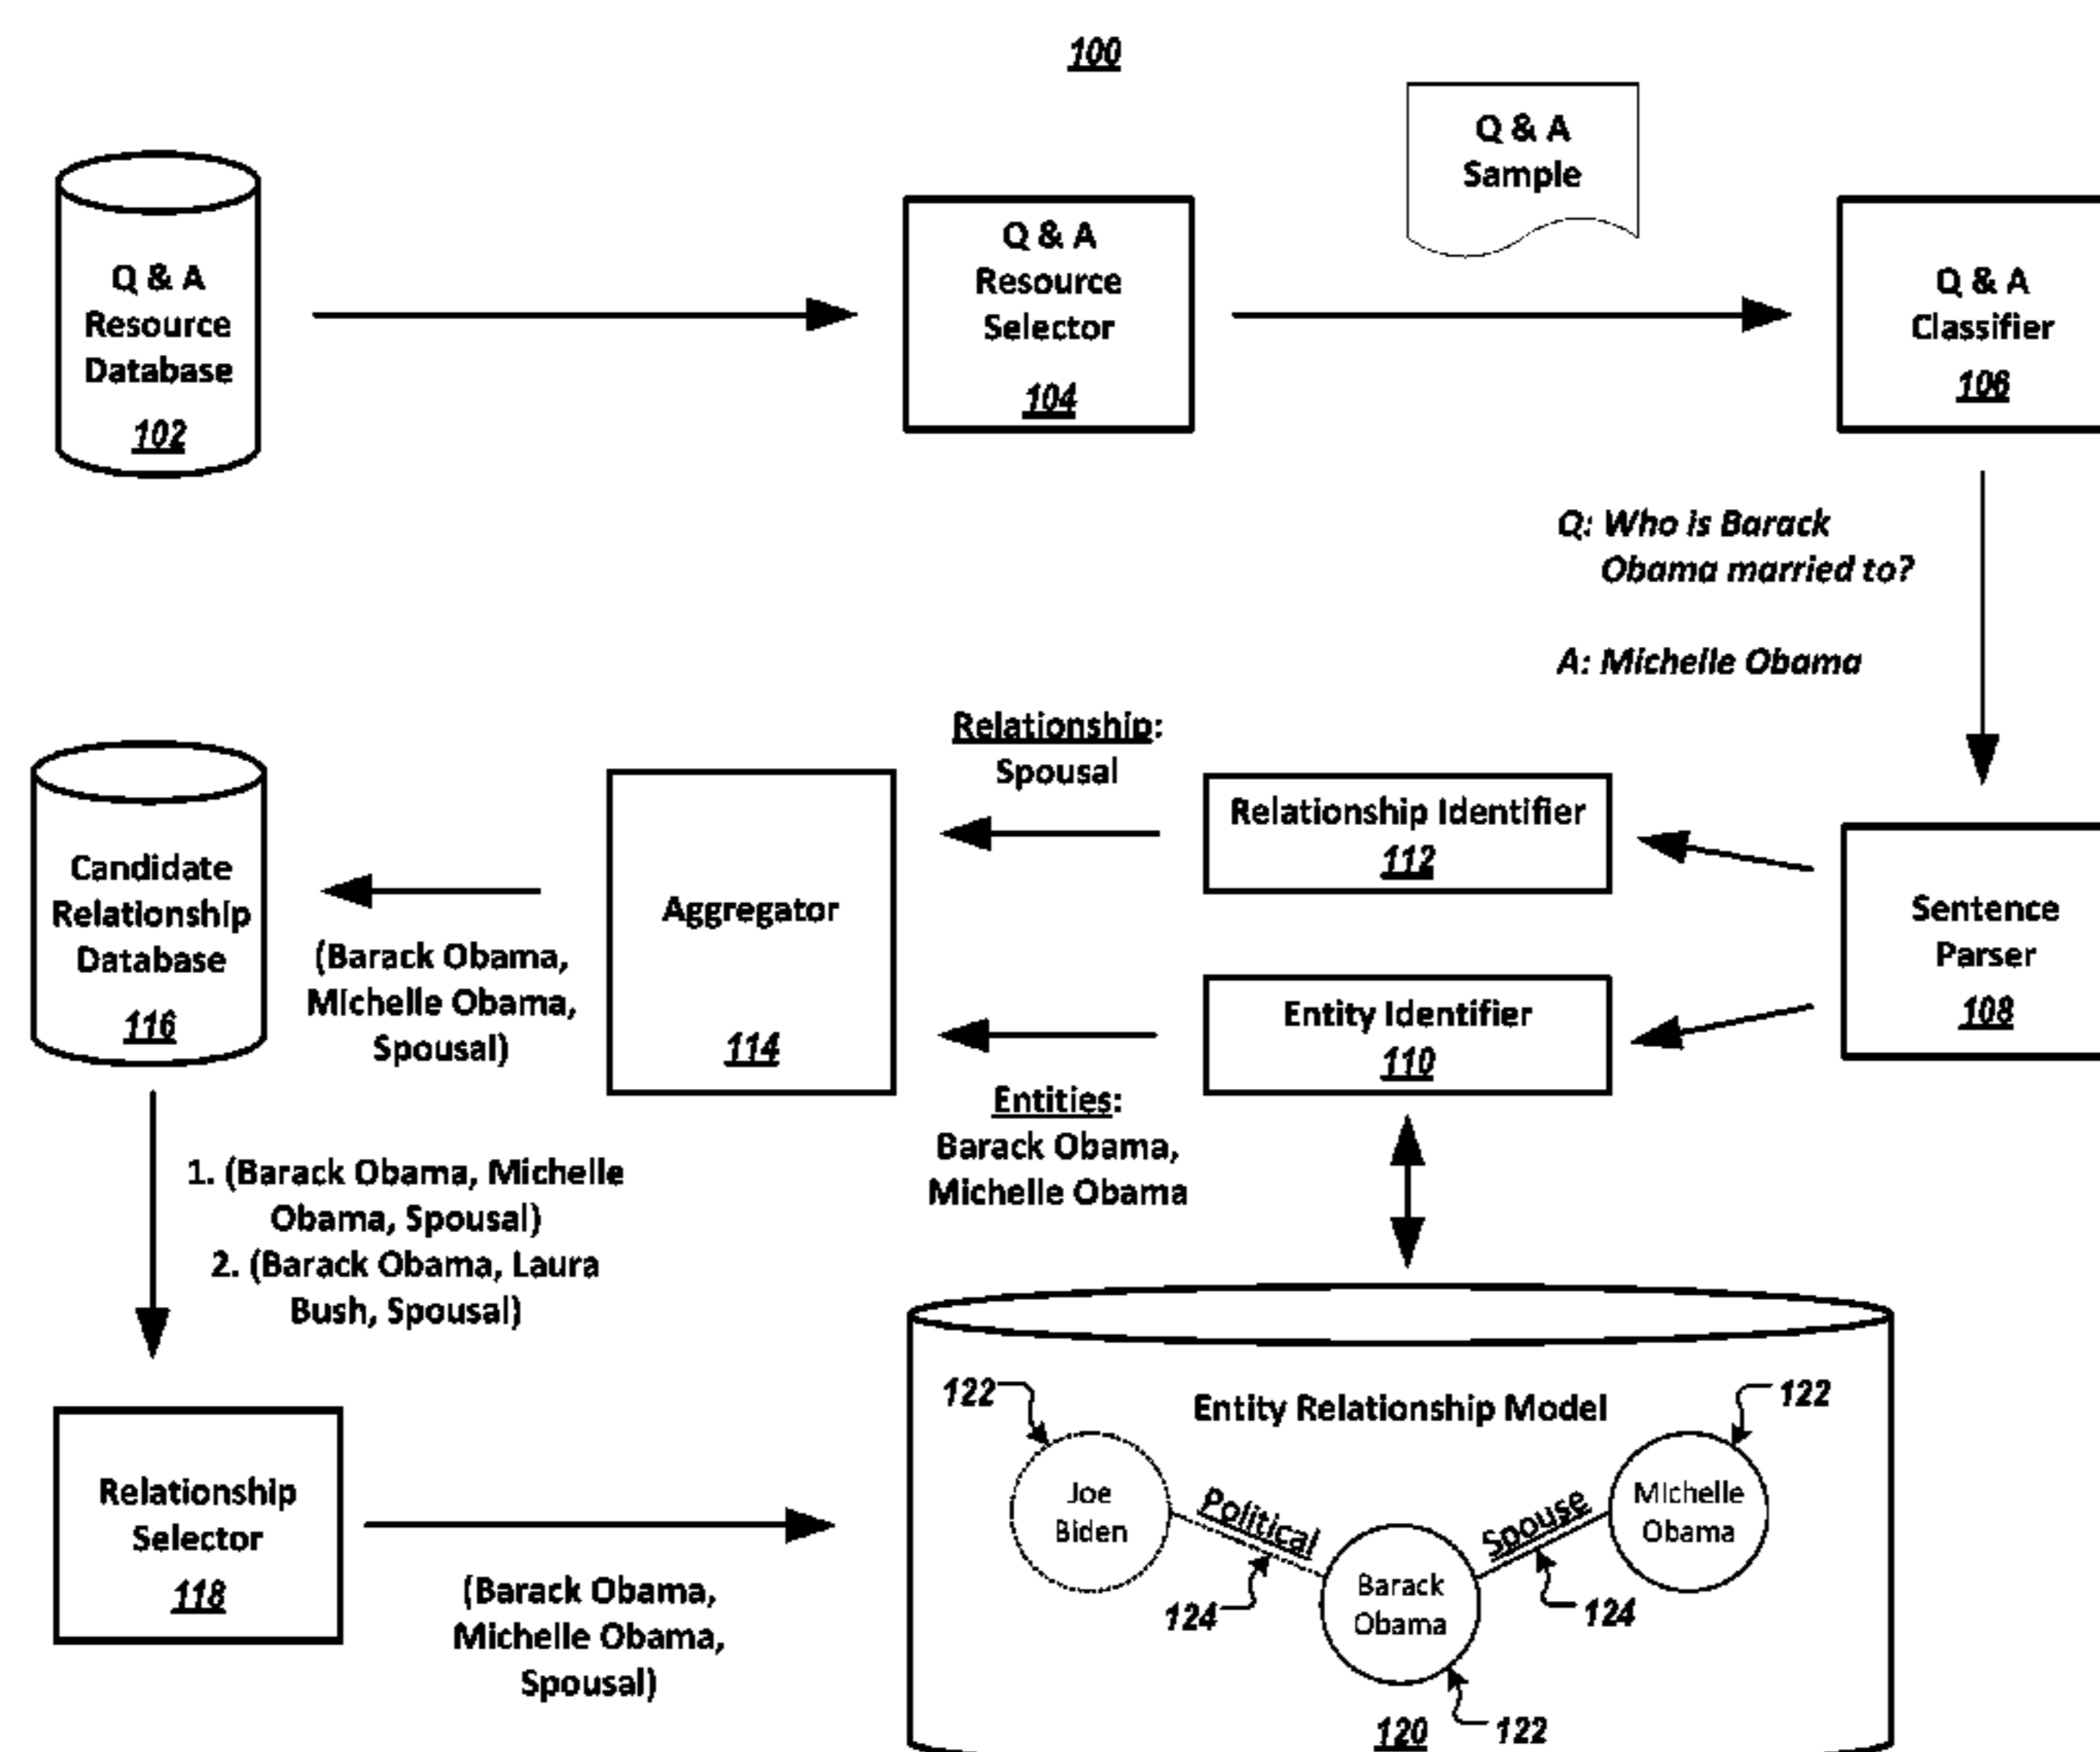 100
Q & A
Resource
Database
102
Q & A
Resource
Selector
104
Q & A
Sample
Q & A
Classifier
106
Q: Who is Barack
Obama married to?
A: Michelle Obama
Sentence
Parser
108
Relationship Identifier
112
Entity Identifier
110
Relationship:
Spousal
Entities:
Barack Obama,
Michelle Obama
Aggregator
114
(Barack Obama,
Michelle Obama,
Spousal)
Candidate
Relationship
Database
116
1. (Barack Obama, Michelle
Obama, Spousal)
2. (Barack Obama, Laura
Bush, Spousal)
Relationship
Selector
118
(Barack Obama,
Michelle Obama,
Spousal)
Entity Relationship Model
122
122
Joe
Biden
Political
Spouse
Michelle
Obama
Barack
Obama
124
124
120
122